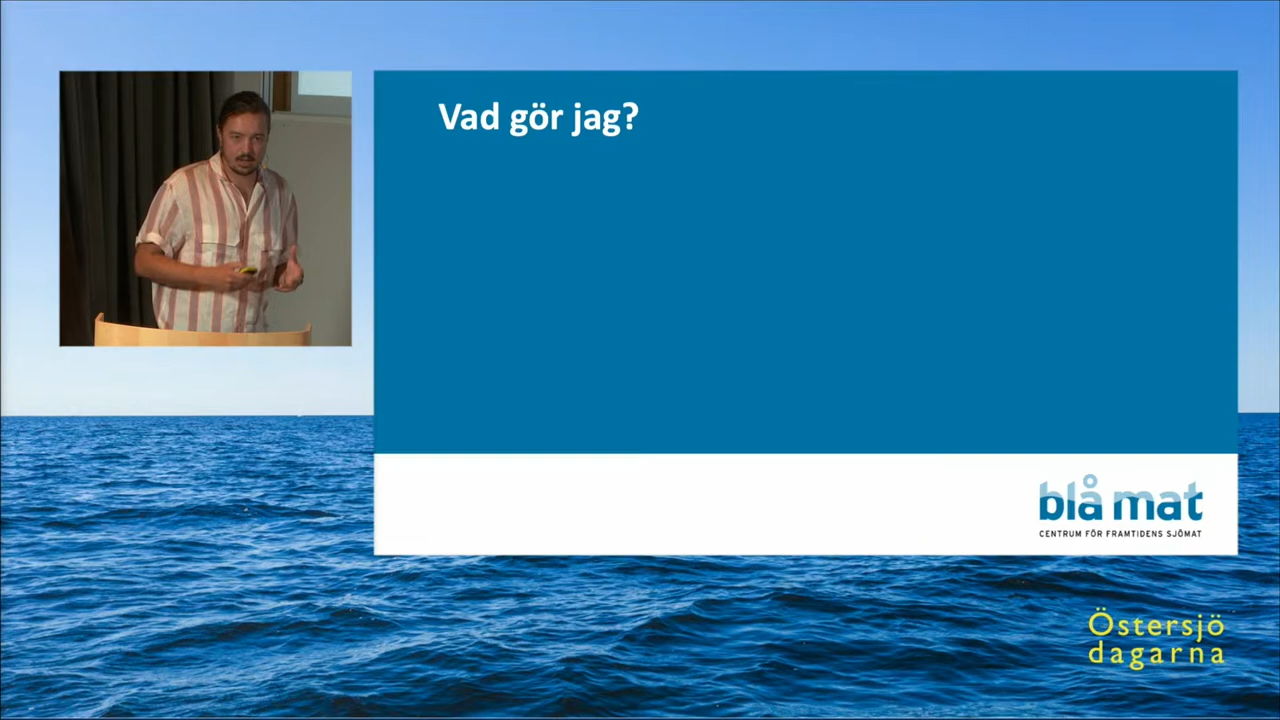 Vad gör jag?
blå mat
CENTRUM FÖR FRAMTIDENS SJÖMAT
Östersjö
dagarna